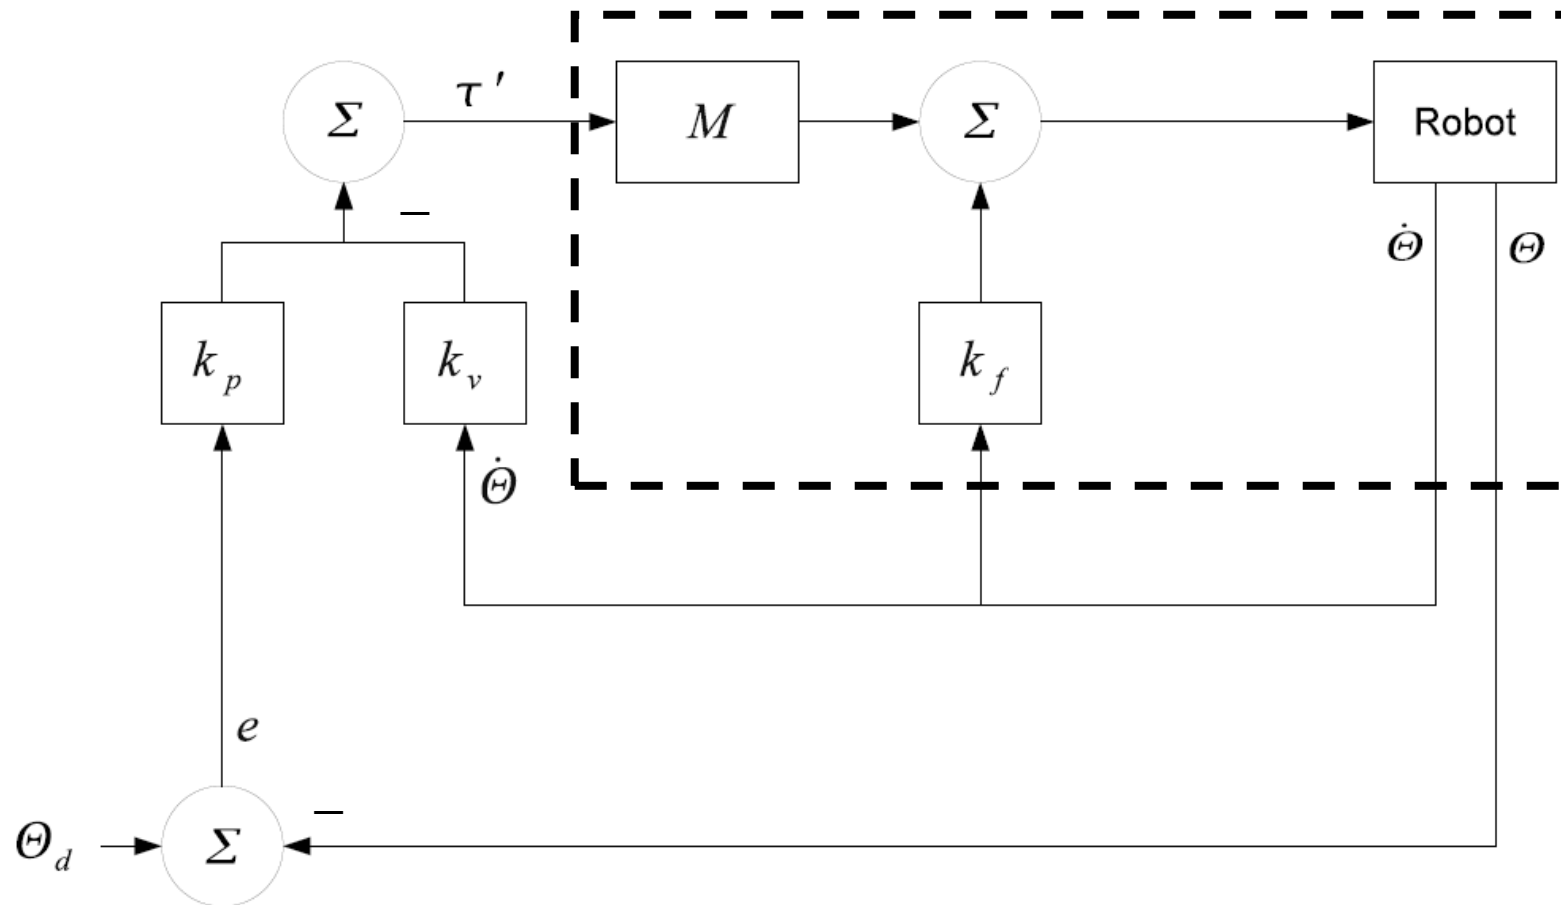 τ′
Σ
M
Σ
Robot
−
Θ̇
Θ
k_p
k_v
k_f
Θ̇
e
−
Θ_d
Σ